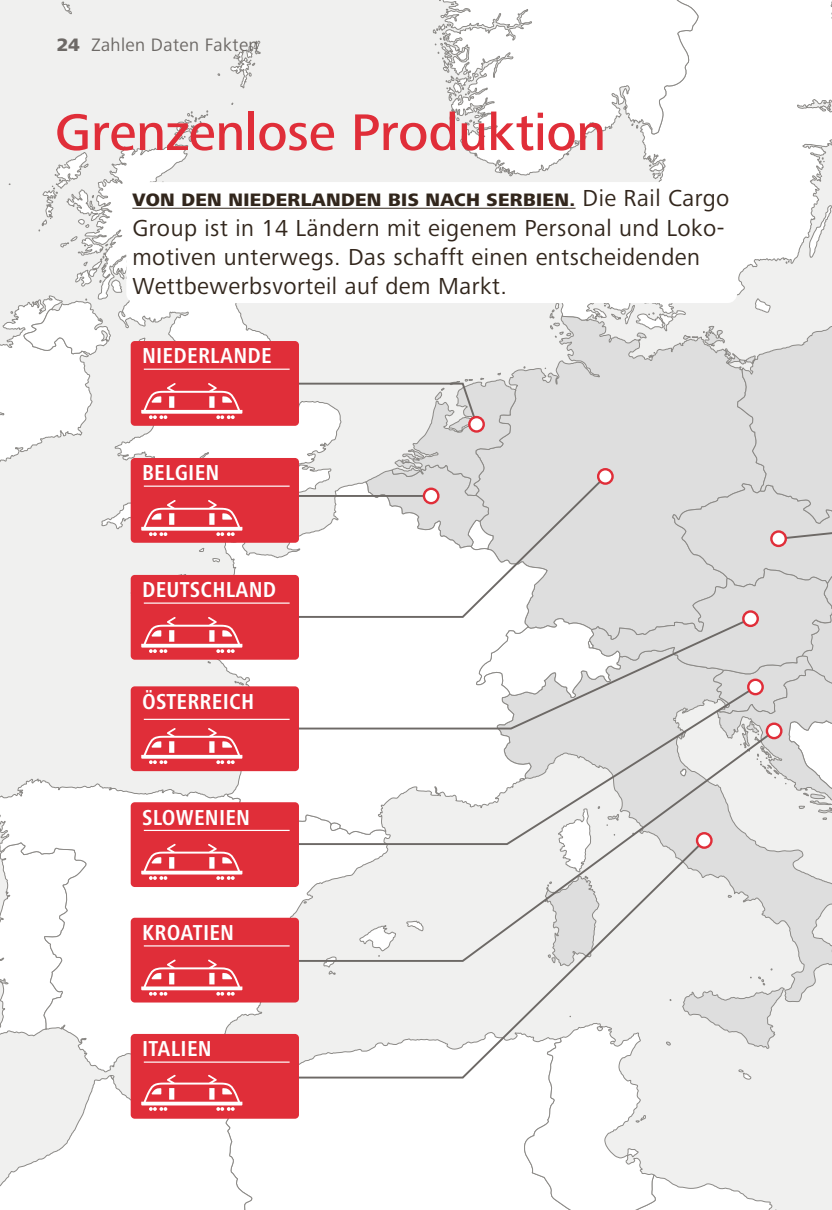 24 Zahlen Daten Fakten
Grenzenlose Produktion
VON DEN NIEDERLANDEN BIS NACH SERBIEN. Die Rail Cargo
Group ist in 14 Ländern mit eigenem Personal und Loko-
motiven unterwegs. Das schafft einen entscheidenden
Wettbewerbsvorteil auf dem Markt.
NIEDERLANDE
BELGIEN
DEUTSCHLAND
ÖSTERREICH
SLOWENIEN
KROATIEN
ITALIEN